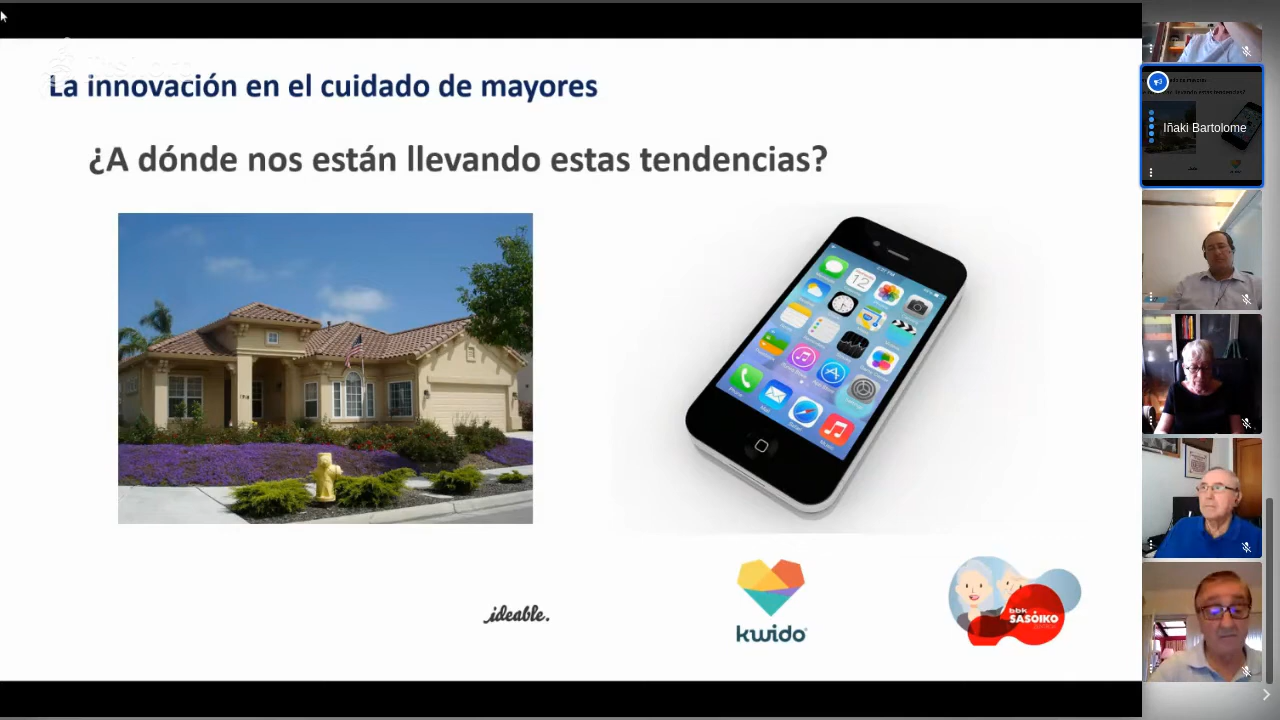 La innovación en el cuidado de mayores
¿A dónde nos están llevando estas tendencias?
ideable.
kwido
bbk
SASOIKO
Iñaki Bartolome